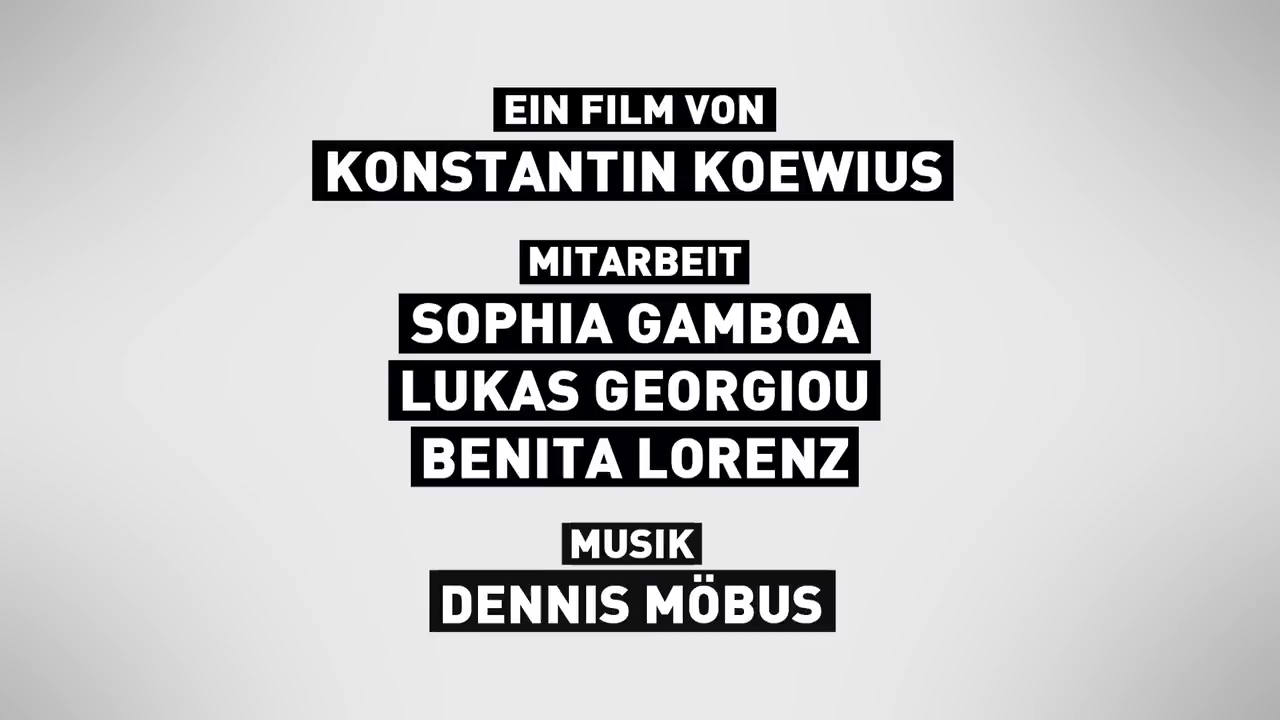 EIN FILM VON
KONSTANTIN KOEWIUS
MITARBEIT
SOPHIA GAMBOA
LUKAS GEORGIOU
BENITA LORENZ
MUSIK
DENNIS MÖBUS